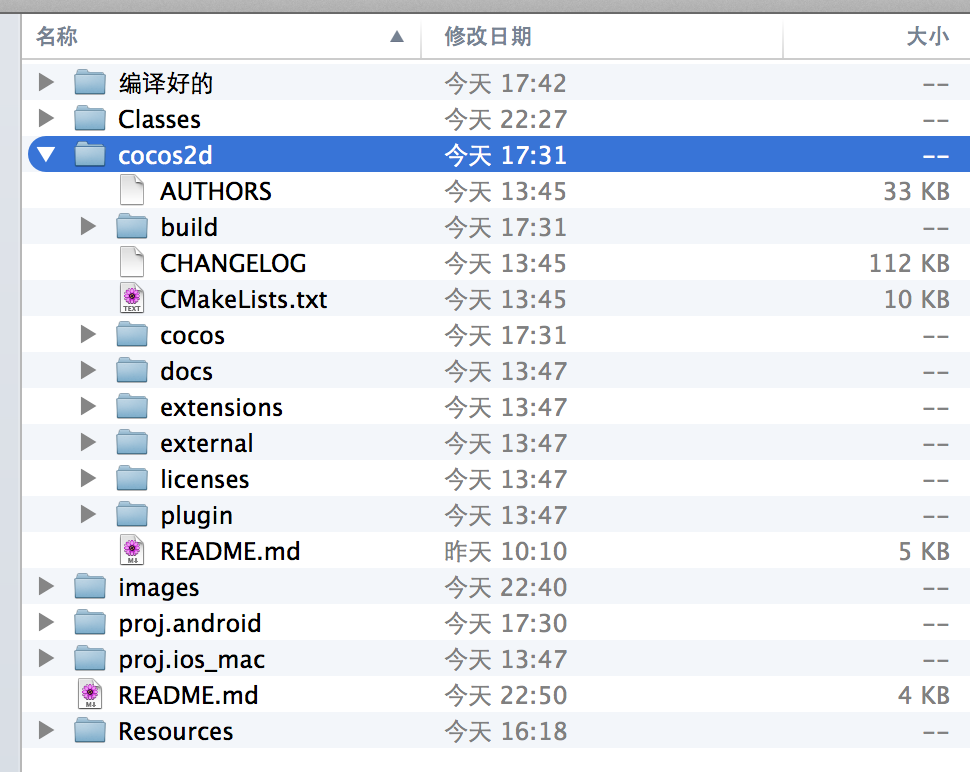 名称 修改日期 大小
编译好的 今天 17:42 --
Classes 今天 22:27 --
cocos2d 今天 17:31 --
AUTHORS 今天 13:45 33 KB
build 今天 17:31 --
CHANGELOG 今天 13:45 112 KB
TEXT CMakeLists.txt 今天 13:45 10 KB
cocos 今天 17:31 --
docs 今天 13:47 --
extensions 今天 13:47 --
external 今天 13:47 --
licenses 今天 13:47 --
plugin 今天 13:47 --
M↓ README.md 昨天 10:10 5 KB
images 今天 22:40 --
proj.android 今天 17:30 --
proj.ios_mac 今天 13:47 --
M↓ README.md 今天 22:50 4 KB
Resources 今天 16:18 --